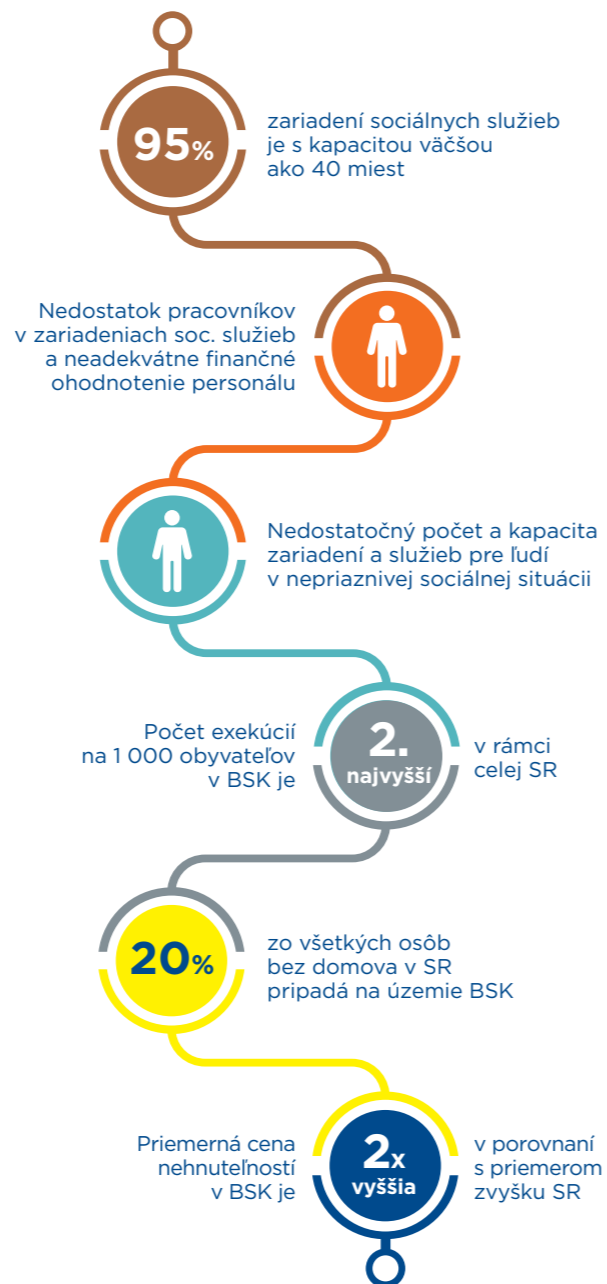 95%
zariadení sociálnych služieb
je s kapacitou väčšou
ako 40 miest
Nedostatok pracovníkov
v zariadeniach soc. služieb
a neadekvátne finančné
ohodnotenie personálu
Nedostatočný počet a kapacita
zariadení a služieb pre ľudí
v nepriaznivej sociálnej situácii
Počet exekúcií
na 1 000 obyvateľov
v BSK je
2.
najvyšší
v rámci
celej SR
20%
zo všetkých osôb
bez domova v SR
pripadá na územie BSK
Priemerná cena
nehnuteľností
v BSK je
2x
vyššia
v porovnaní
s priemerom
zvyšku SR